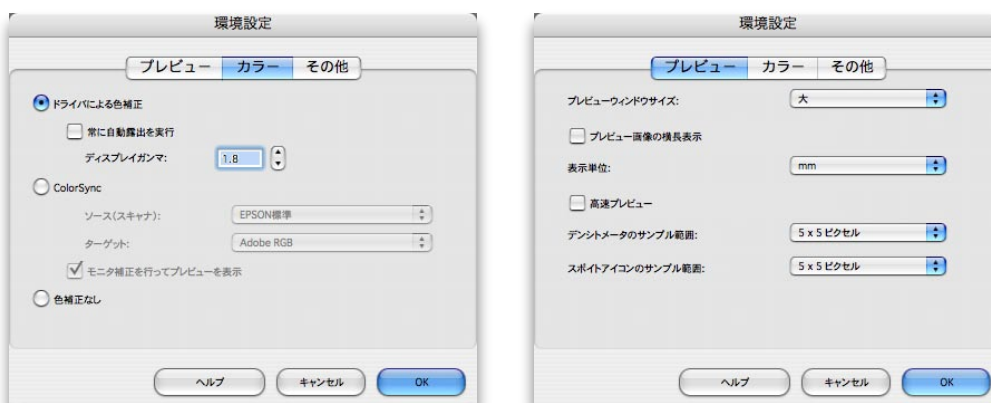 環境設定
プレビュー カラー その他
ドライバによる色補正
常に自動露出を実行
ディスプレイガンマ: 1.8
ColorSync
ソース(スキャナ): EPSON標準
ターゲット: Adobe RGB
モニタ補正を行ってプレビューを表示
色補正なし
ヘルプ キャンセル OK
環境設定
プレビュー カラー その他
プレビューウィンドウサイズ: 大
プレビュー画像の横長表示
表示単位: mm
高速プレビュー
デンシトメータのサンプル範囲: 5 x 5 ピクセル
スポイトアイコンのサンプル範囲: 5 x 5 ピクセル
ヘルプ キャンセル OK